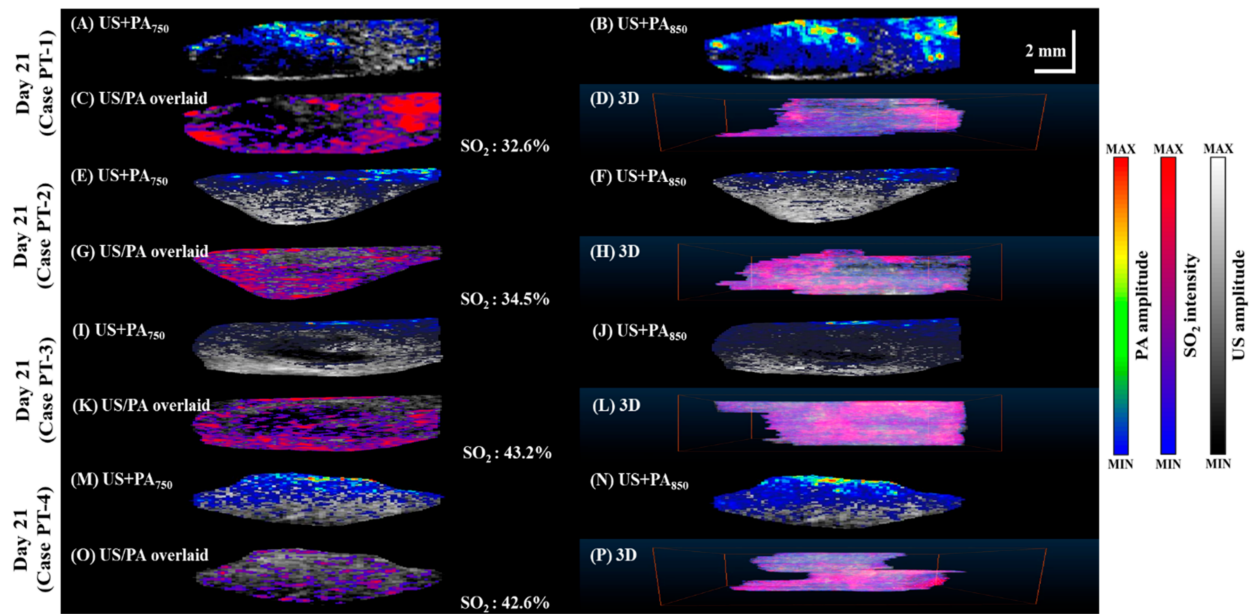 Day 21
(Case PT-1)
(A) US+PA₇₅₀
(B) US+PA₈₅₀
2 mm
(C) US/PA overlaid
SO₂ : 32.6%
(D) 3D
Day 21
(Case PT-2)
(E) US+PA₇₅₀
(F) US+PA₈₅₀
(G) US/PA overlaid
SO₂ : 34.5%
(H) 3D
Day 21
(Case PT-3)
(I) US+PA₇₅₀
(J) US+PA₈₅₀
(K) US/PA overlaid
SO₂ : 43.2%
(L) 3D
Day 21
(Case PT-4)
(M) US+PA₇₅₀
(N) US+PA₈₅₀
(O) US/PA overlaid
SO₂ : 42.6%
(P) 3D
MAX
MAX
PA amplitude
SO₂ intensity
US amplitude
MIN
MIN